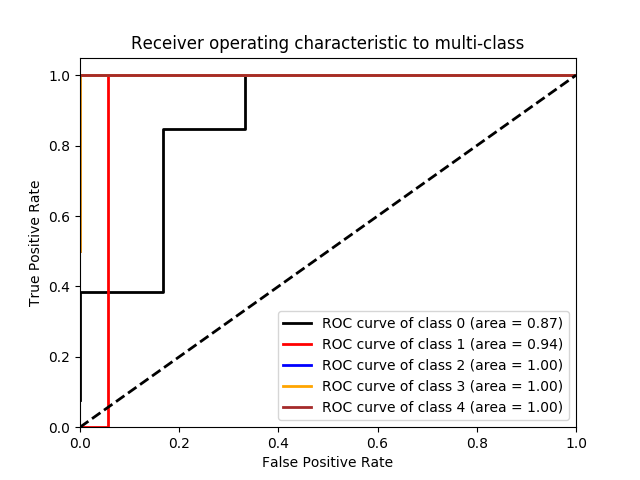 Receiver operating characteristic to multi-class
1.0
0.8
0.6
0.4
0.2
0.0
True Positive Rate
ROC curve of class 0 (area = 0.87)
ROC curve of class 1 (area = 0.94)
ROC curve of class 2 (area = 1.00)
ROC curve of class 3 (area = 1.00)
ROC curve of class 4 (area = 1.00)
0.0 0.2 0.4 0.6 0.8 1.0
False Positive Rate